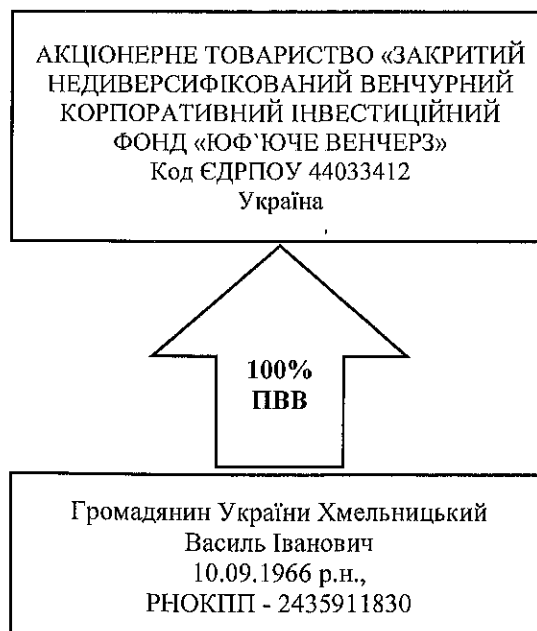 АКЦІОНЕРНЕ ТОВАРИСТВО «ЗАКРИТИЙ
НЕДИВЕРСИФІКОВАНИЙ ВЕНЧУРНИЙ
КОРПОРАТИВНИЙ ІНВЕСТИЦІЙНИЙ
ФОНД «ЮФ`ЮЧЕ ВЕНЧЕРЗ»
Код ЄДРПОУ 44033412
Україна
100%
ПВВ
Громадянин України Хмельницький
Василь Іванович
10.09.1966 р.н.,
РНОКПП - 2435911830